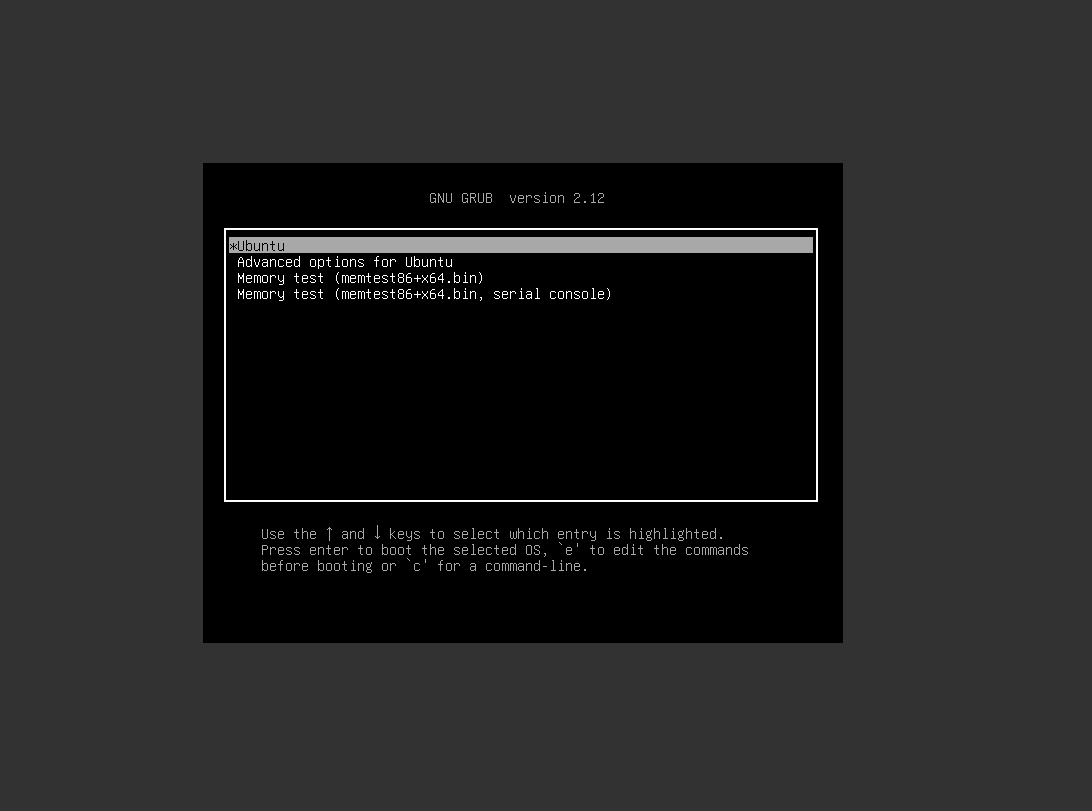 GNU GRUB  version 2.12
*Ubuntu
Advanced options for Ubuntu
Memory test (memtest86+x64.bin)
Memory test (memtest86+x64.bin, serial console)
Use the ↑ and ↓ keys to select which entry is highlighted.
Press enter to boot the selected OS, `e' to edit the commands
before booting or `c' for a command-line.